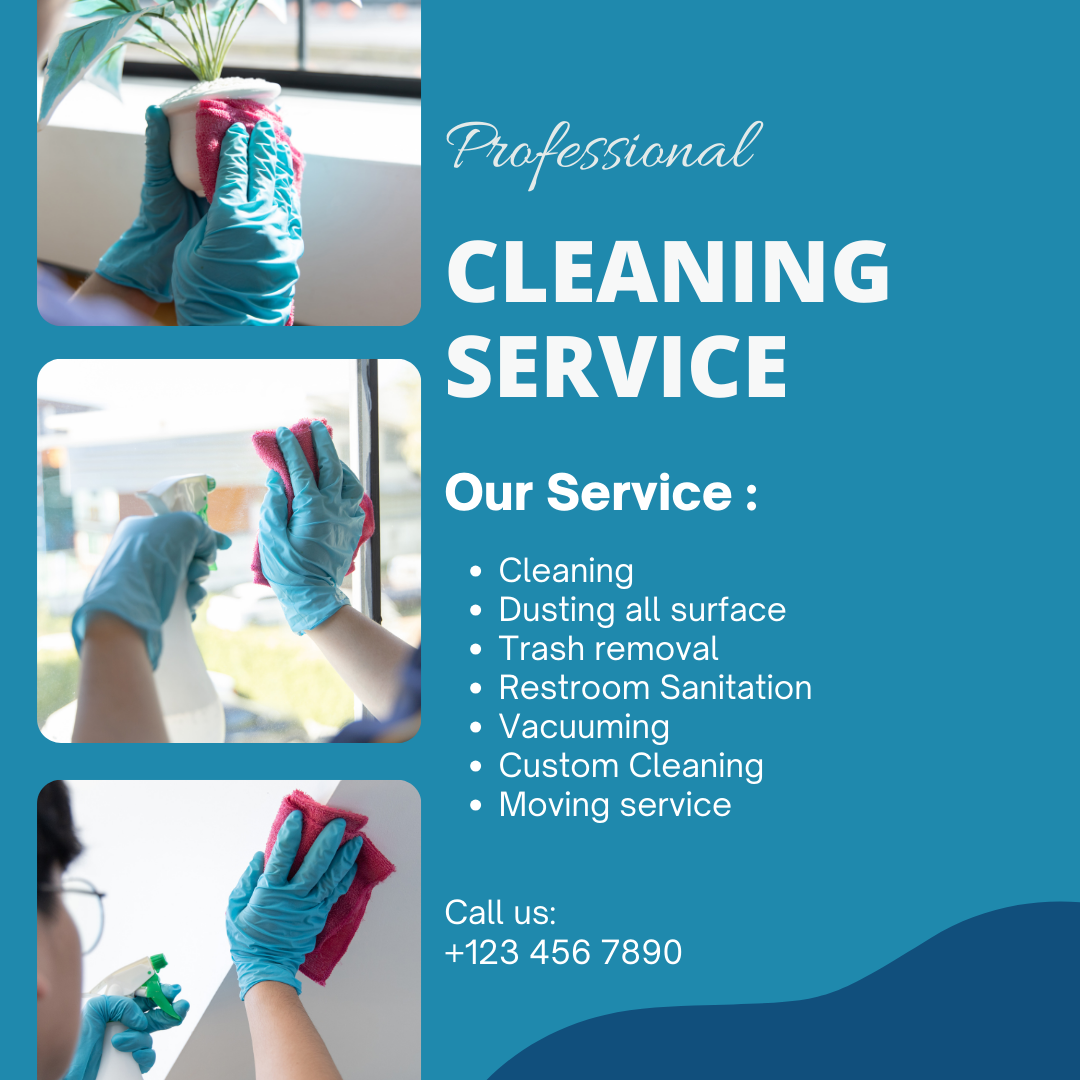 Professional
CLEANING
SERVICE
Our Service :
• Cleaning
• Dusting all surface
• Trash removal
• Restroom Sanitation
• Vacuuming
• Custom Cleaning
• Moving service
Call us:
+123 456 7890